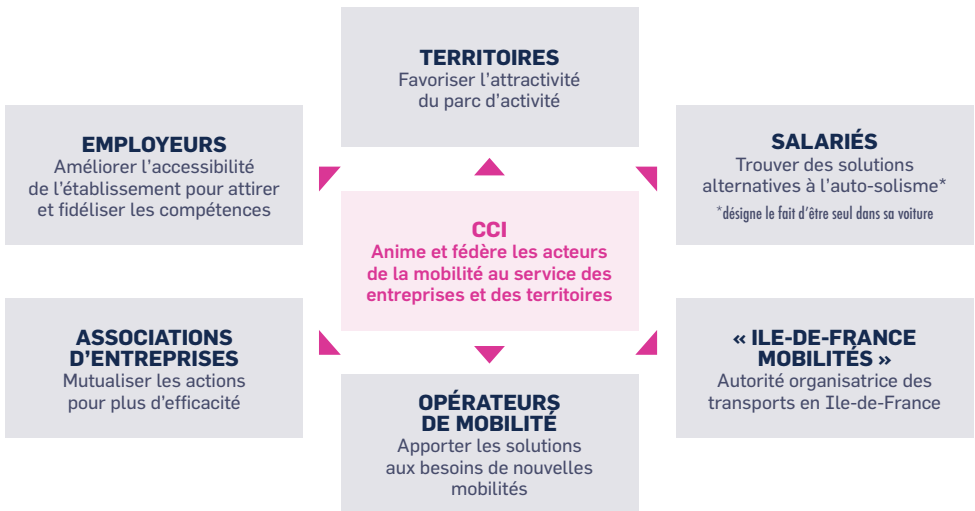 TERRITOIRES
Favoriser l'attractivité
du parc d'activité
EMPLOYEURS
Améliorer l'accessibilité
de l'établissement pour attirer
et fidéliser les compétences
SALARIÉS
Trouver des solutions
alternatives à l'auto-solisme*
*désigne le fait d'être seul dans sa voiture
CCI
Anime et fédère les acteurs
de la mobilité au service des
entreprises et des territoires
ASSOCIATIONS
D'ENTREPRISES
Mutualiser les actions
pour plus d'efficacité
OPÉRATEURS
DE MOBILITÉ
Apporter les solutions
aux besoins de nouvelles
mobilités
« ILE-DE-FRANCE
MOBILITÉS »
Autorité organisatrice des
transports en Ile-de-France